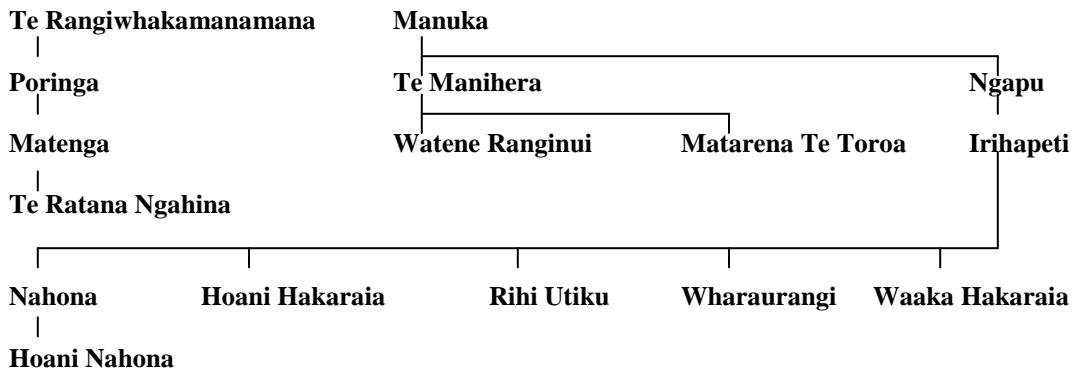 Te Rangiwhakamanamana Manuka
Poringa Te Manihera Ngapu
Matenga Watene Ranginui Matarena Te Toroa Irihapeti
Te Ratana Ngahina
Nahona Hoani Hakaraia Rihi Utiku Wharaurangi Waaka Hakaraia
Hoani Nahona